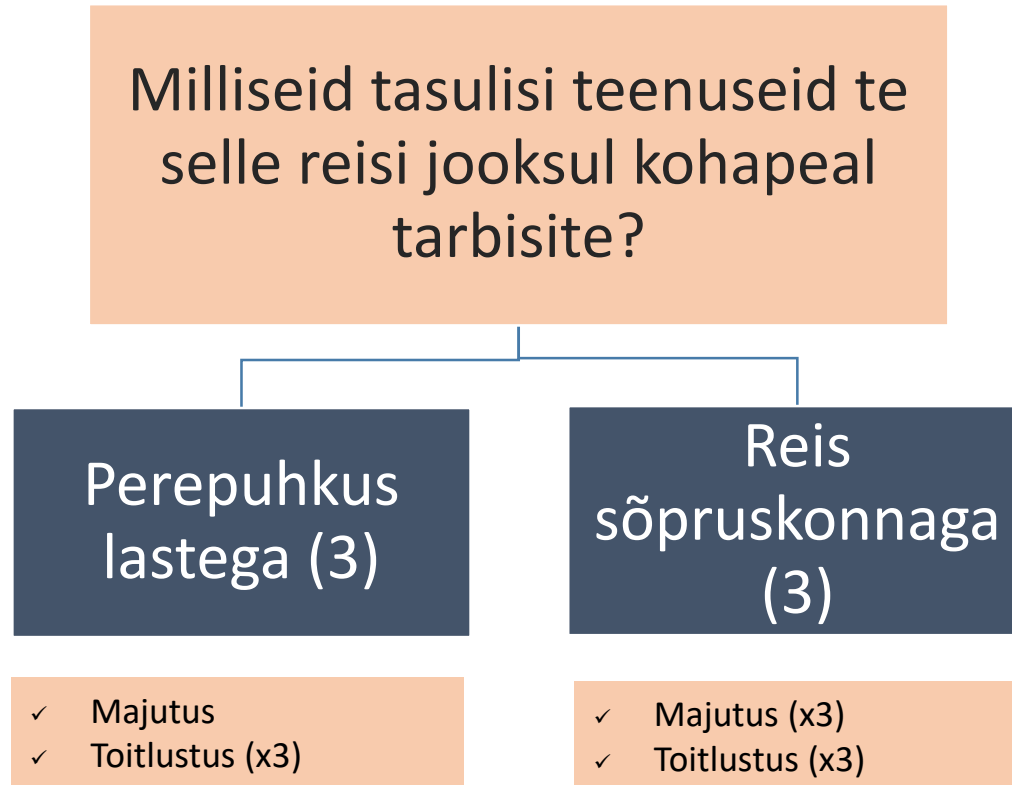 Milliseid tasulisi teenuseid te
selle reisi jooksul kohapeal
tarbisite?
Perepuhkus
lastega (3)
Reis
sõpruskonnaga
(3)
✓ Majutus
✓ Toitlustus (x3)
✓ Majutus (x3)
✓ Toitlustus (x3)